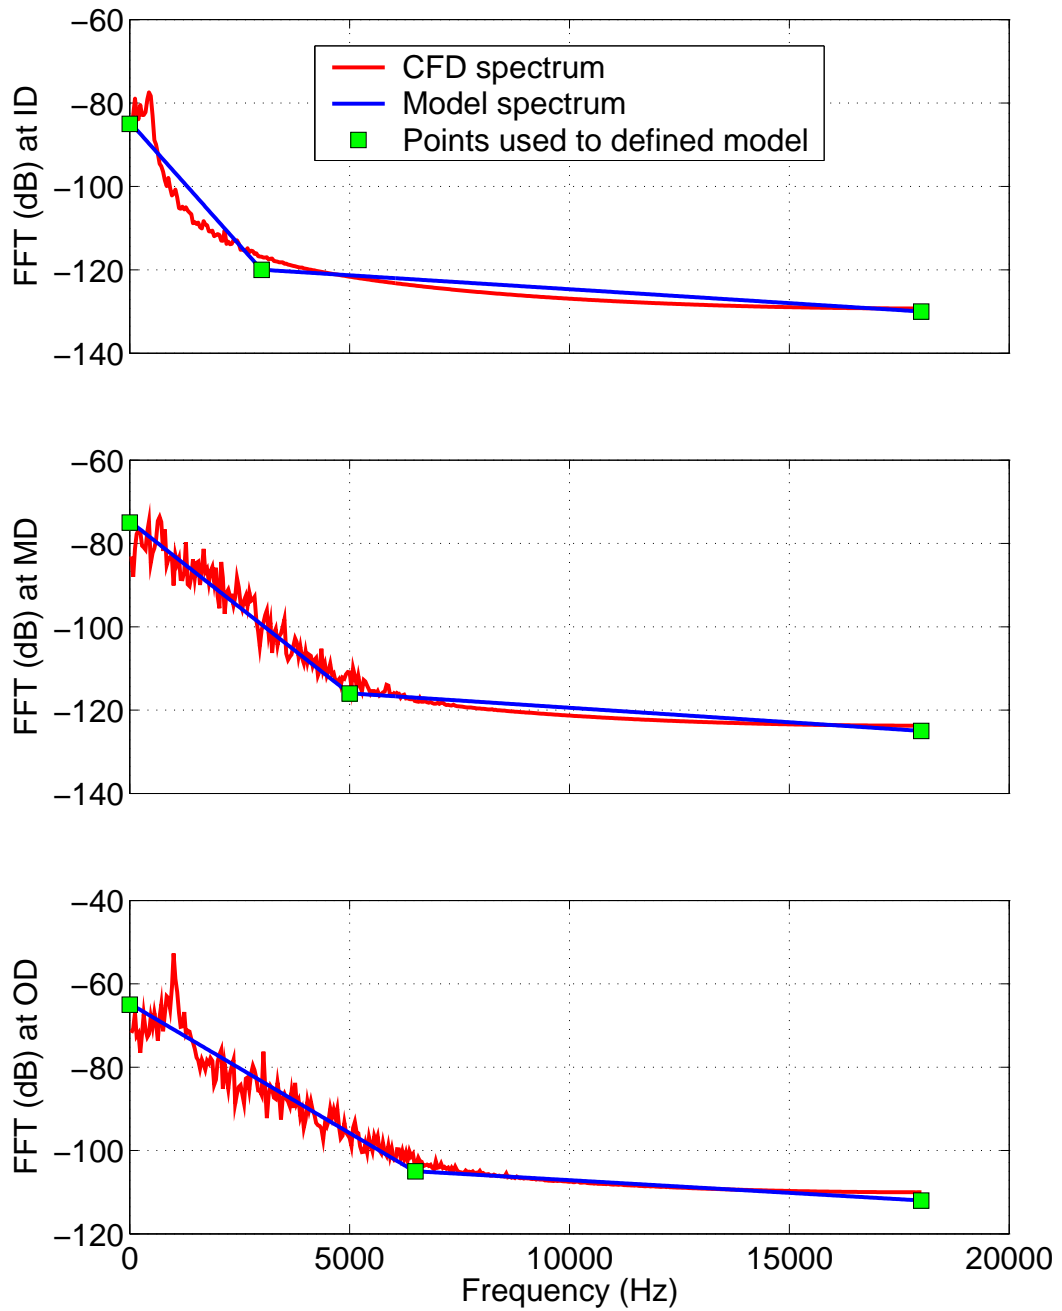 −60
−80
−100
−120
−140
FFT (dB) at ID
CFD spectrum
Model spectrum
Points used to defined model
−60
−80
−100
−120
−140
FFT (dB) at MD
−40
−60
−80
−100
−120
FFT (dB) at OD
0 5000 10000 15000 20000
Frequency (Hz)